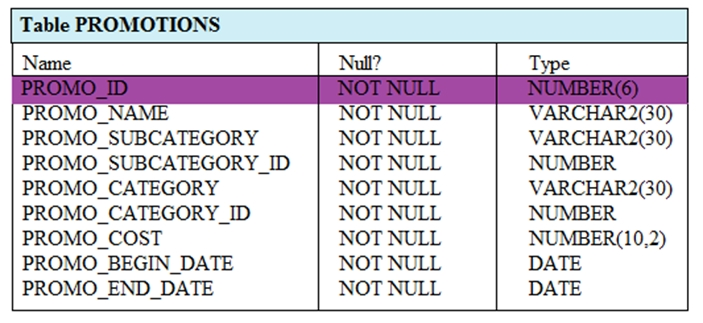 Table PROMOTIONS
Name Null? Type
PROMO_ID NOT NULL NUMBER(6)
PROMO_NAME NOT NULL VARCHAR2(30)
PROMO_SUBCATEGORY NOT NULL VARCHAR2(30)
PROMO_SUBCATEGORY_ID NOT NULL NUMBER
PROMO_CATEGORY NOT NULL VARCHAR2(30)
PROMO_CATEGORY_ID NOT NULL NUMBER
PROMO_COST NOT NULL NUMBER(10,2)
PROMO_BEGIN_DATE NOT NULL DATE
PROMO_END_DATE NOT NULL DATE